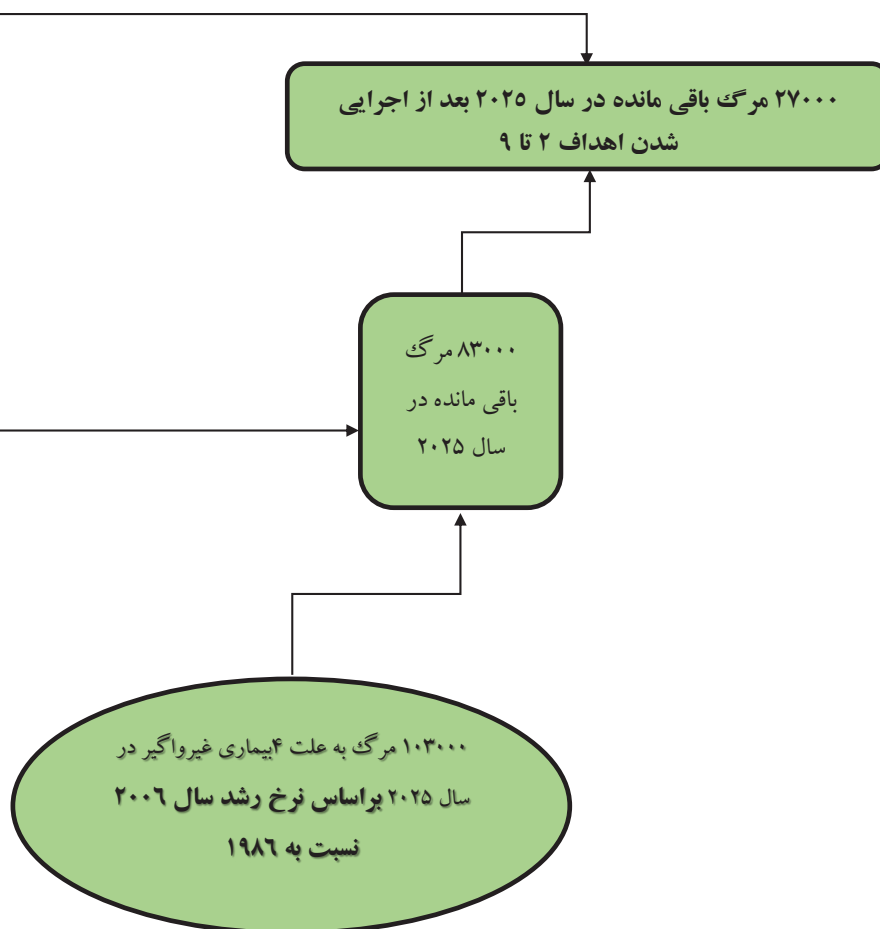 ۲۷۰۰۰ مرگ باقی مانده در سال ۲۰۲۵ بعد از اجرایی
شدن اهداف ۲ تا ۹
۸۳۰۰۰ مرگ
باقی مانده در
سال ۲۰۲۵
۱۰۳۰۰۰ مرگ به علت ۴بیماری غیرواگیر در
سال ۲۰۲۵ براساس نرخ رشد سال ۲۰۰۶
نسبت به ۱۹۸۶